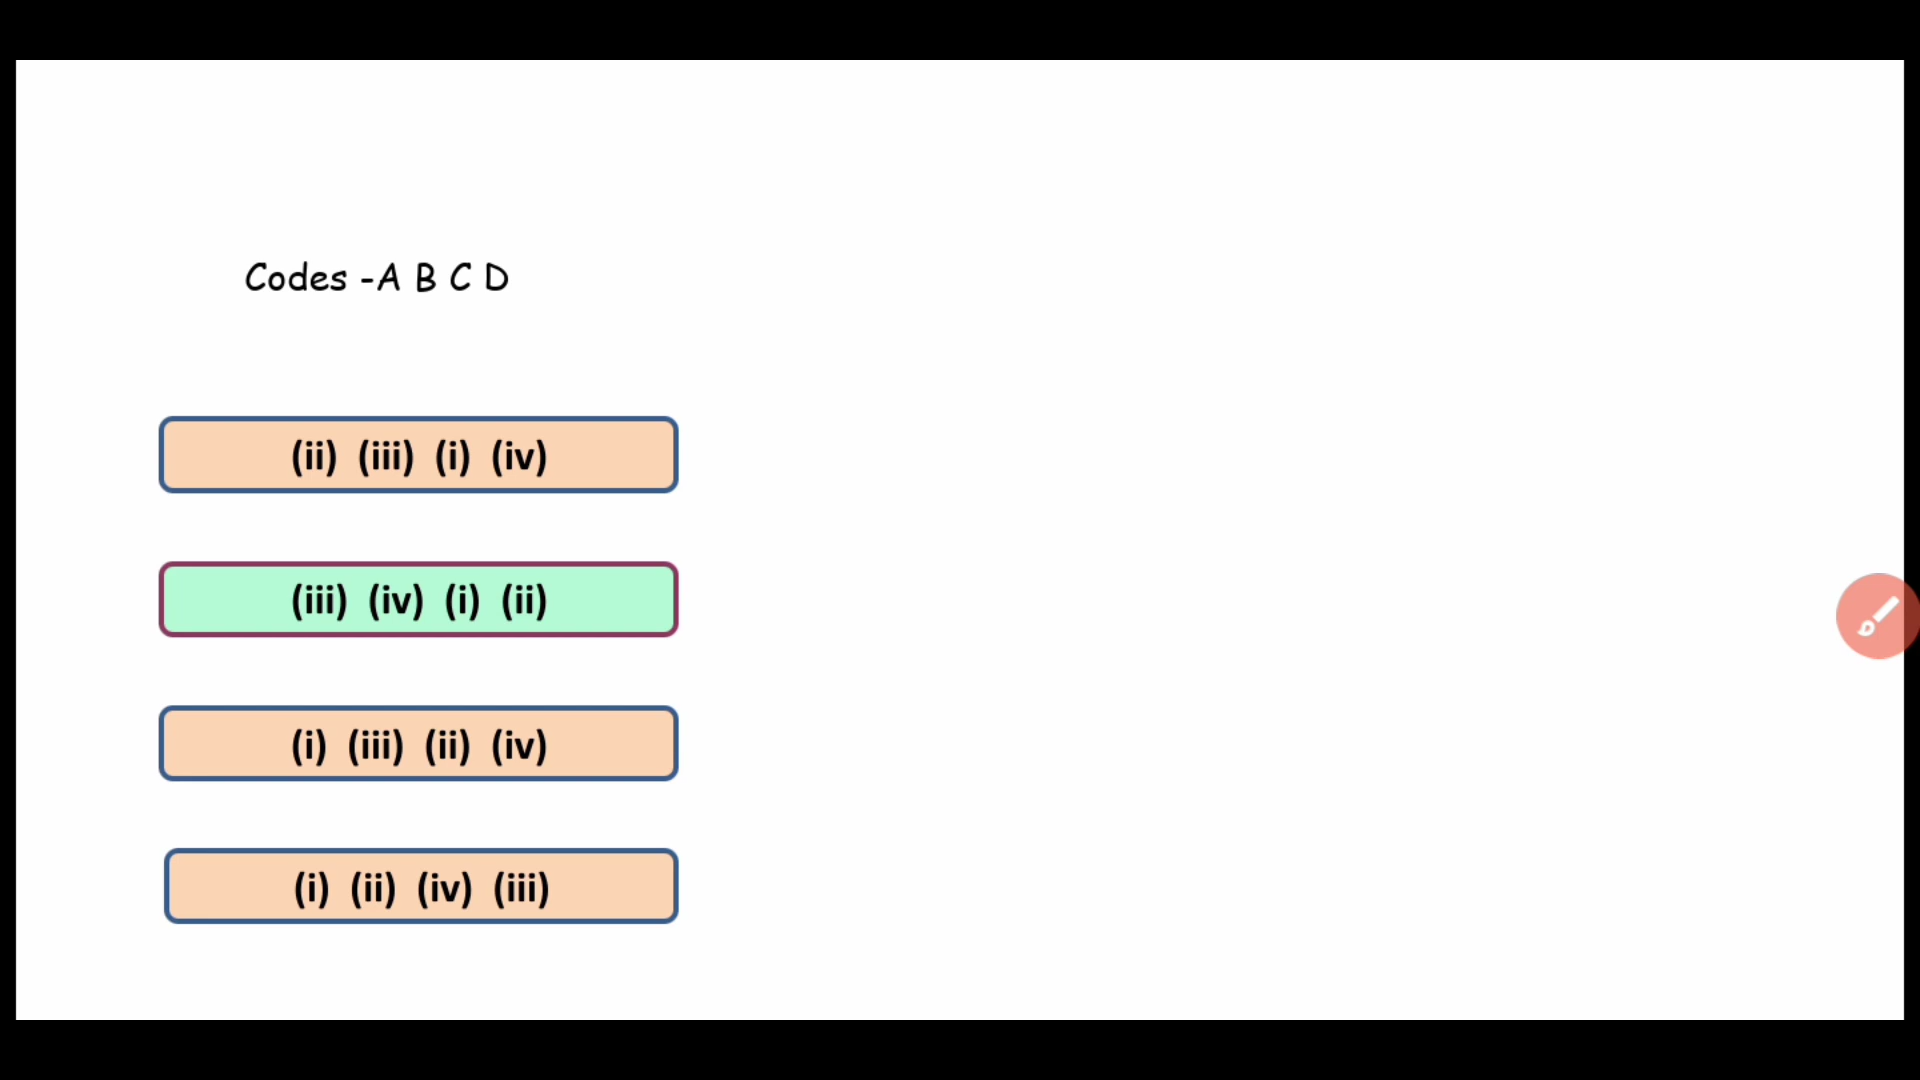 Codes -A B C D
(ii) (iii) (i) (iv)
(iii) (iv) (i) (ii)
(i) (iii) (ii) (iv)
(i) (ii) (iv) (iii)